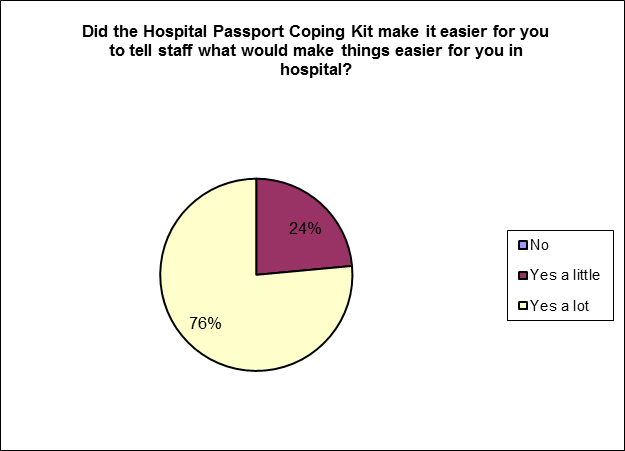 Did the Hospital Passport Coping Kit make it easier for you
to tell staff what would make things easier for you in
hospital?
24%
76%
No
Yes a little
Yes a lot